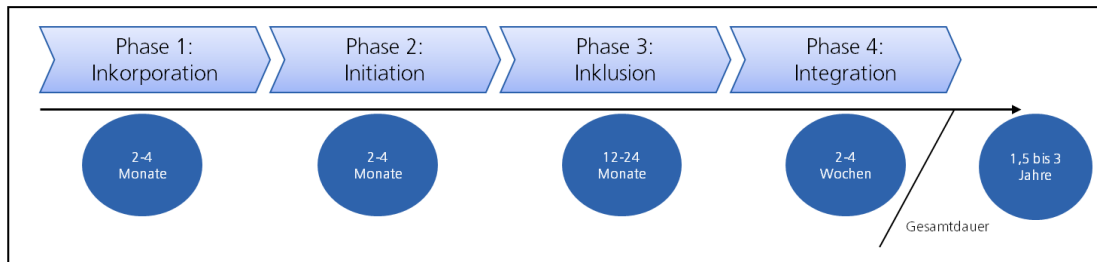 Phase 1:
Inkorporation
Phase 2:
Initiation
Phase 3:
Inklusion
Phase 4:
Integration
2-4
Monate
2-4
Monate
12-24
Monate
2-4
Wochen
1,5 bis 3
Jahre
Gesamtdauer